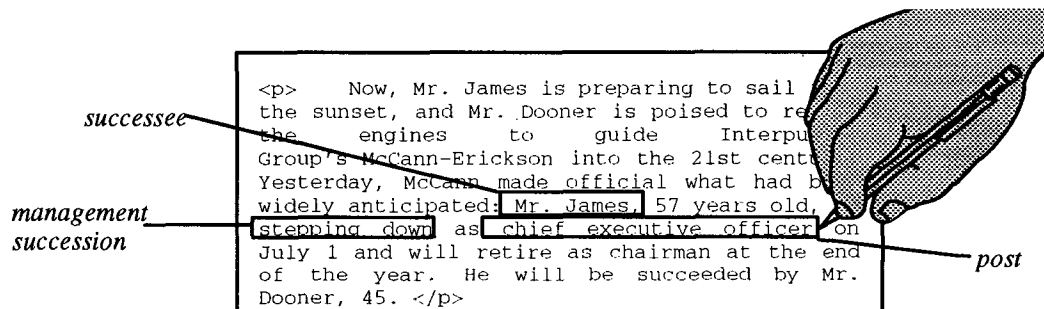 <p> Now, Mr. James is preparing to sail
the sunset, and Mr. Dooner is poised to
the engines to guide
Group's McCann-Erickson into the 21st
Yesterday, McCann made official what had
widely anticipated: Mr. James, 57 years old,
stepping down as chief executive officer on
July 1 and will retire as chairman at the end
of the year. He will be succeeded by Mr.
Dooner, 45. </p>
successee
management
succession
post